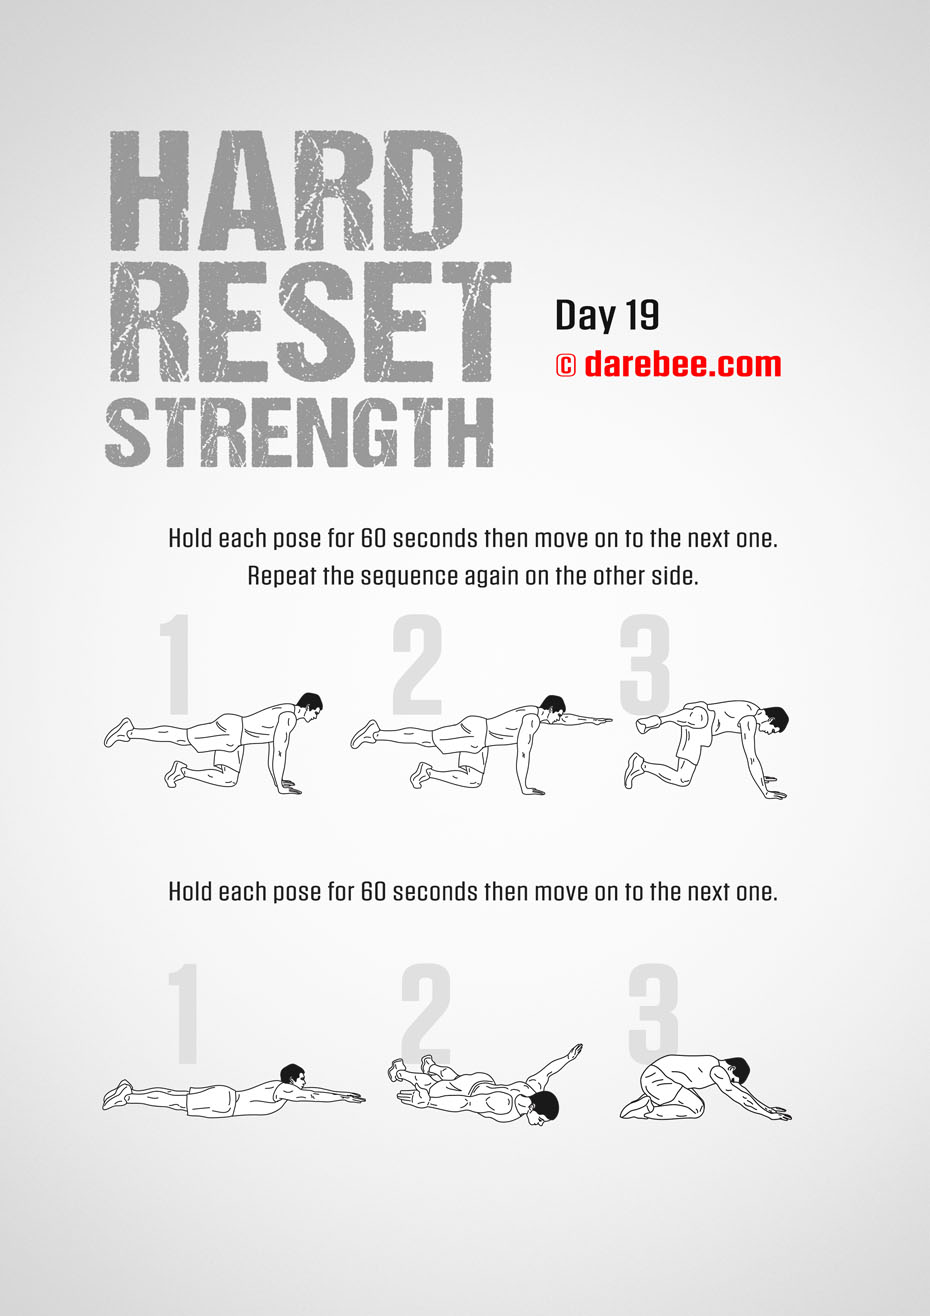 HARD
RESET
STRENGTH
Day 19
© darebee.com
Hold each pose for 60 seconds then move on to the next one.
Repeat the sequence again on the other side.
1 2 3
Hold each pose for 60 seconds then move on to the next one.
1 2 3